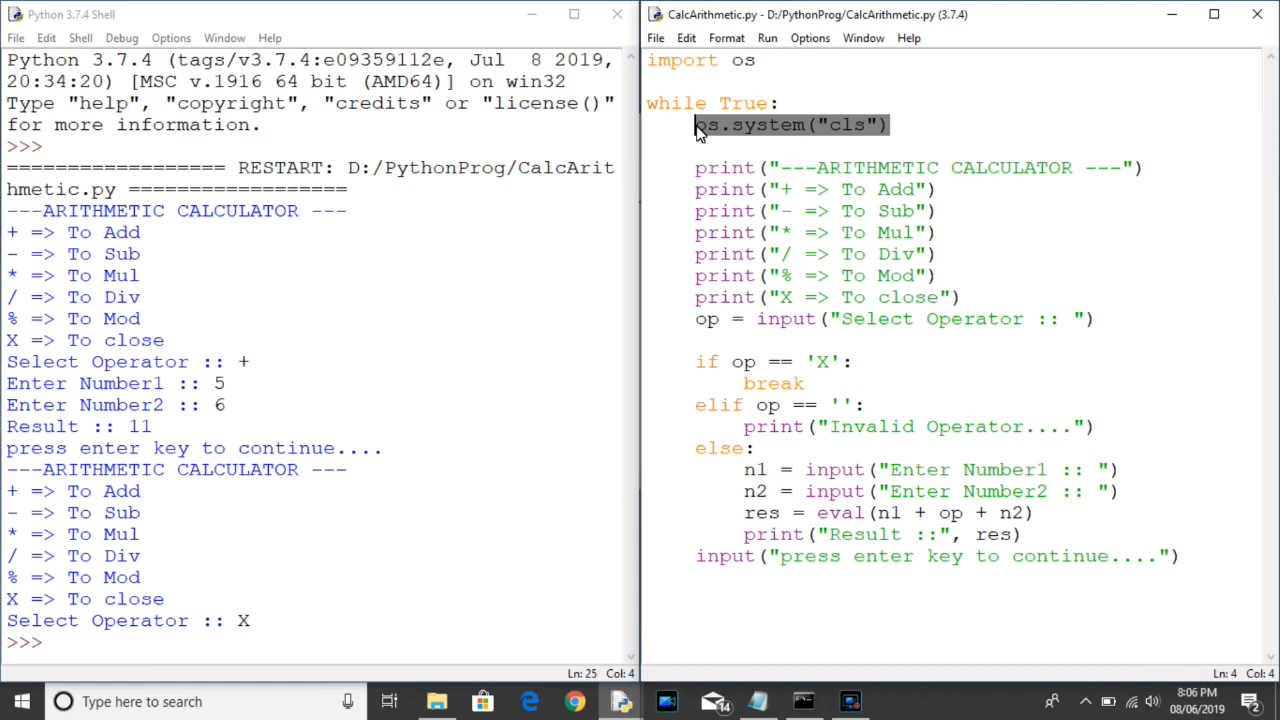 Python 3.7.4 Shell
File Edit Shell Debug Options Window Help
Python 3.7.4 (tags/v3.7.4:e09359112e, Jul  8 2019,
20:34:20) [MSC v.1916 64 bit (AMD64)] on win32
Type "help", "copyright", "credits" or "license()"
for more information.
>>>
================== RESTART: D:/PythonProg/CalcArit
hmetic.py ==================
---ARITHMETIC CALCULATOR ---
+ => To Add
- => To Sub
* => To Mul
/ => To Div
% => To Mod
X => To close
Select Operator :: +
Enter Number1 :: 5
Enter Number2 :: 6
Result :: 11
press enter key to continue....
---ARITHMETIC CALCULATOR ---
+ => To Add
- => To Sub
* => To Mul
/ => To Div
% => To Mod
X => To close
Select Operator :: X
>>>
Ln: 25 Col: 4
CalcArithmetic.py - D:/PythonProg/CalcArithmetic.py (3.7.4)
File Edit Format Run Options Window Help
import os
while True:
    os.system("cls")
    print("---ARITHMETIC CALCULATOR ---")
    print("+ => To Add")
    print("- => To Sub")
    print("* => To Mul")
    print("/ => To Div")
    print("% => To Mod")
    print("X => To close")
    op = input("Select Operator :: ")
    if op == 'X':
        break
    elif op == '':
        print("Invalid Operator....")
    else:
        n1 = input("Enter Number1 :: ")
        n2 = input("Enter Number2 :: ")
        res = eval(n1 + op + n2)
        print("Result ::", res)
    input("press enter key to continue....")
Ln: 4 Col: 4
Type here to search
14
8:06 PM
08/06/2019
2